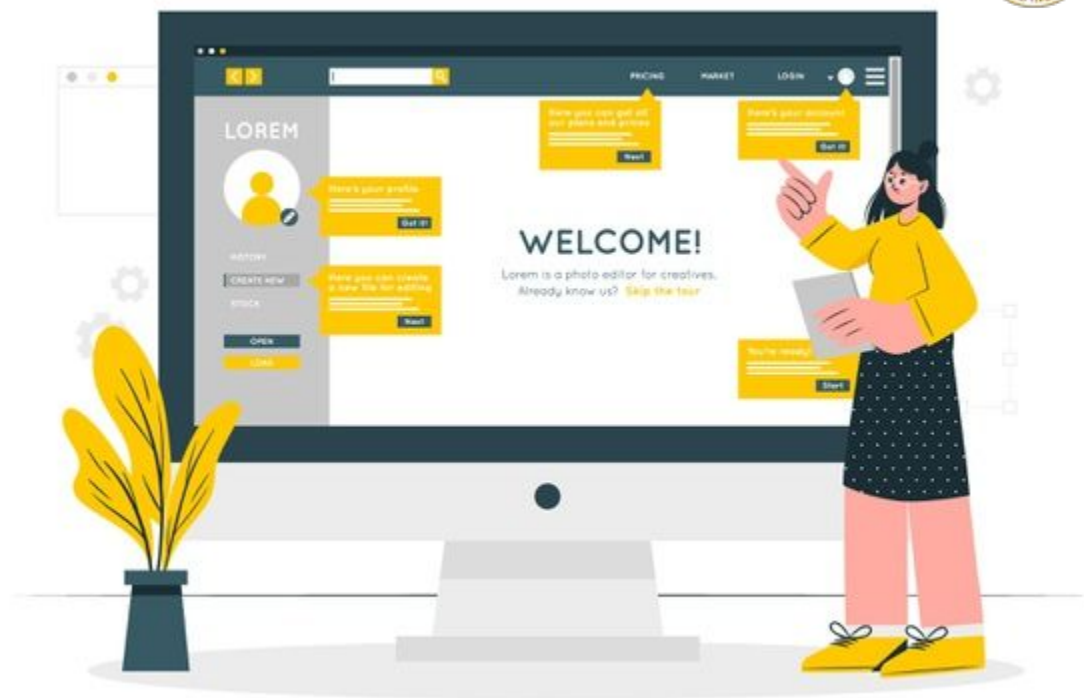 PRICING
MARKET
LOGIN
LOREM
Here you can get all
our plans and prices
Next
Here's your account
Got it!
Here's your profile
Got it!
HISTORY
CREATE NEW
STOCK
Here you can create
a new file for editing
Next
OPEN
LOAD
WELCOME!
Lorem is a photo editor for creatives.
Already know us? Skip the tour
You're ready!
Start